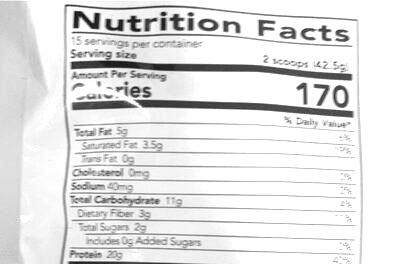 Nutrition Facts
15 servings per container
Serving size 2 scoops (42.5g)
Amount Per Serving
Calories 170
% Daily Value*
Total Fat 5g
Saturated Fat 3.5g
Trans Fat 0g
Cholesterol 0mg
Sodium 40mg
Total Carbohydrate 11g
Dietary Fiber 3g
Total Sugars 2g
Includes 0g Added Sugars
Protein 20g